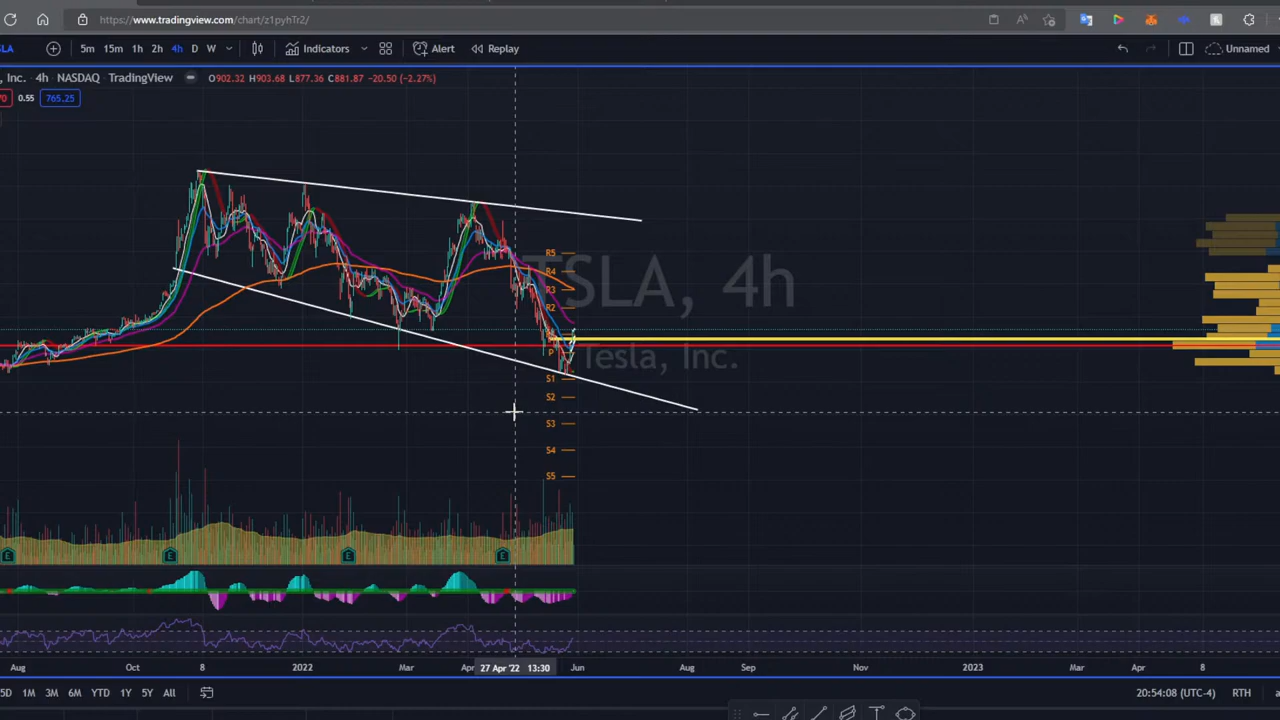 https://www.tradingview.com/chart/z1pyhTr2/
SLA 5m 15m 1h 2h 4h D W Indicators Alert Replay Unnamed
, Inc. 4h NASDAQ TradingView O902.32 H903.68 L877.36 C881.87 -20.50 (-2.27%)
70 0.55 765.25
TSLA, 4h
Tesla, Inc.
R5
R4
R3
R2
P
S1
S2
S3
S4
S5
E E E E
Aug Oct 8 2022 Mar Apr 27 Apr '22 13:30 Jun Aug Sep Nov 2023 Mar Apr 8
5D 1M 3M 6M YTD 1Y 5Y All 20:54:08 (UTC-4) RTH